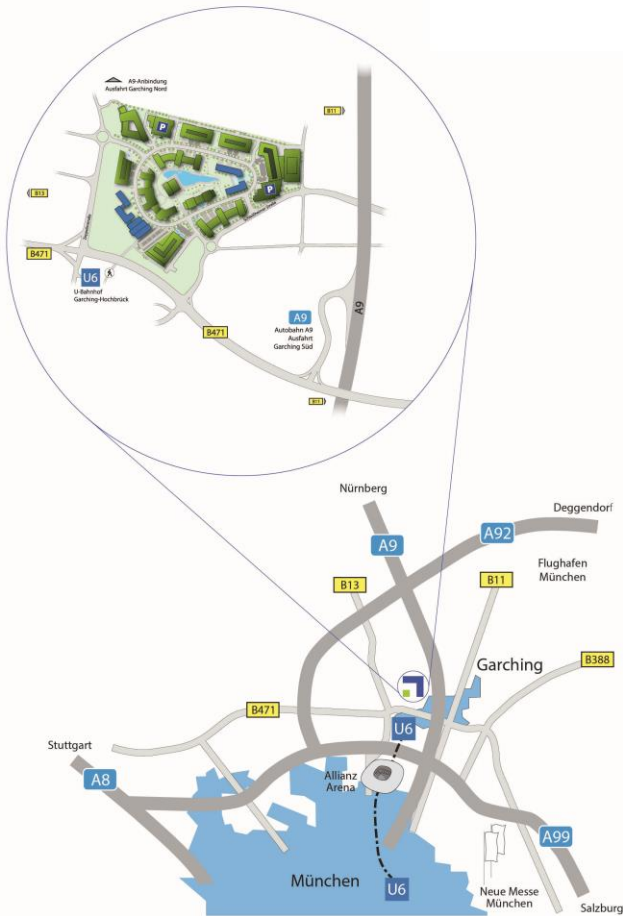 A9-Anbindung
Ausfahrt Garching Nord
B11
P
B13
P
B471
U6
U-Bahnhof
Garching-Hochbrück
A9
Autobahn A9
Ausfahrt
Garching Süd
A9
B471
B11
Nürnberg
Deggendorf
A92
A9
Flughafen
München
B13
B11
Garching
B388
B471
U6
Stuttgart
A8
Allianz
Arena
A99
München
U6
Neue Messe
München
Salzburg